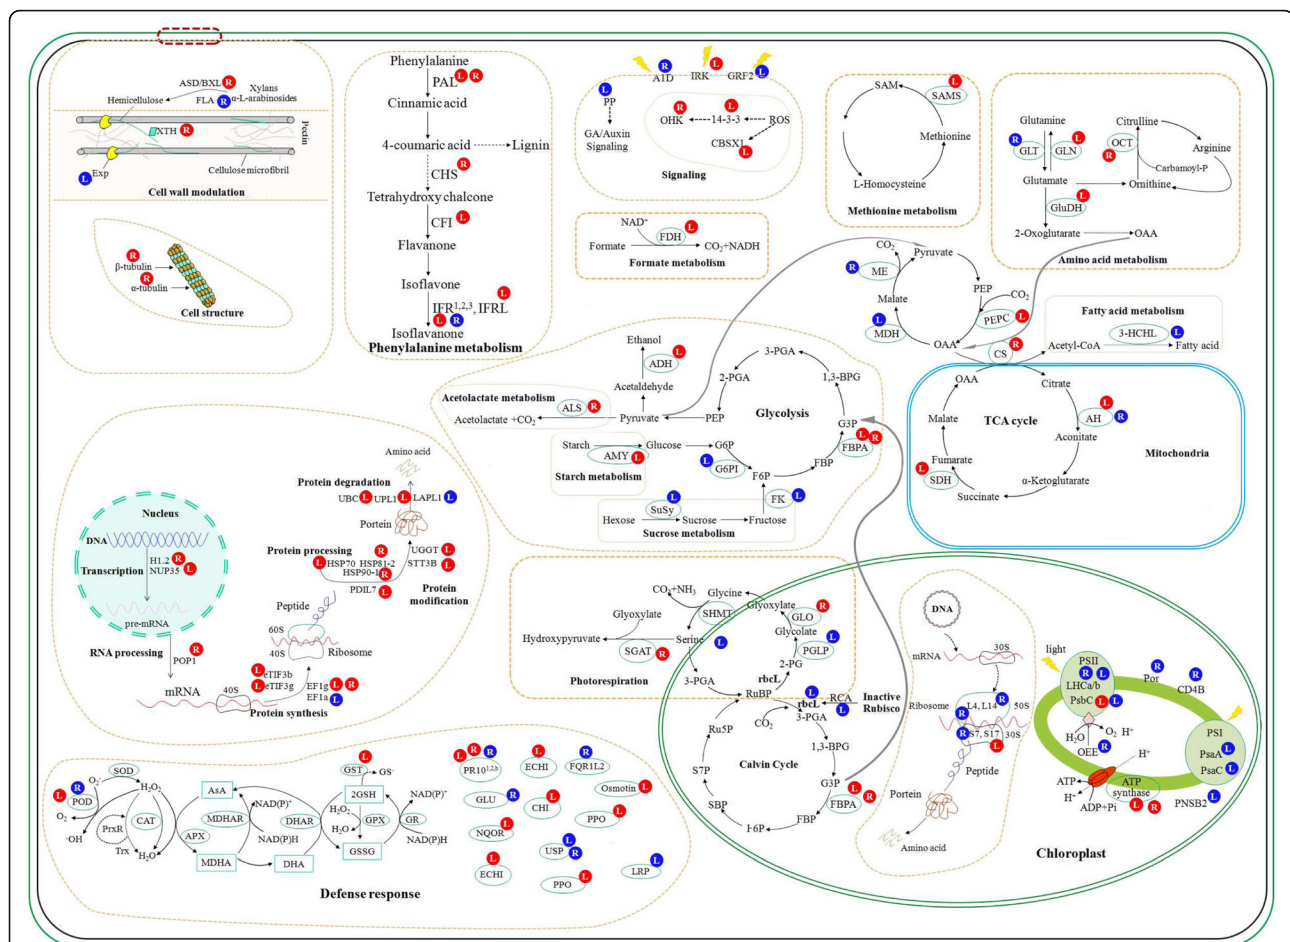 ASD/BXL R
Xylans
Hemicellulose
FLA R
α-L-arabinosides
XTH R
Pectin
L Exp
Cellulose microfibril
Cell wall modulation
R
β-tubulin
R
α-tubulin
Cell structure
Phenylalanine
PAL L R
Cinnamic acid
4-coumaric acid
Lignin
CHS R
Tetrahydroxy chalcone
CFI L
Flavanone
Isoflavone
L
IFR1,2,3, IFRL
L R
Isoflavanone
Phenylalanine metabolism
R L L
ATD IRK GRF2
L
PP
R L
OHK 14-3-3 ROS
GA/Auxin
Signaling
CBSX1 L
Signaling
NAD+
FDH L
Formate CO2+NADH
Formate metabolism
SAM L
SAMS
Methionine
L-Homocysteine
Methionine metabolism
Glutamine
Citrulline
R GLT GLN L
OCT R
Arginine
Carbamoyl-P
Glutamate
Ornithine
GluDH L
2-Oxoglutarate OAA
Amino acid metabolism
CO2
Pyruvate
R ME
PEP
CO2
Malate
L MDH
PEPC L
OAA
CS R
Fatty acid metabolism
3-HCHL L
Acetyl-CoA Fatty acid
OAA
Citrate
L
AH R
Malate
TCA cycle
Aconitate
Mitochondria
Fumarate
L SDH
α-Ketoglutarate
Succinate
Ethanol
ADH L
3-PGA
Acetaldehyde
2-PGA 1,3-BPG
Acetolactate metabolism
ALS R
Glycolysis
Acetolactate +CO2 Pyruvate PEP
G3P
L R
FBPA
Starch Glucose G6P
AMY L
L G6PI
FBP
Starch metabolism
F6P
L
SuSy
FK L
Hexose Sucrose Fructose
Sucrose metabolism
Amino acid
Protein degradation
UBC L UPL1 L LAPL1 L
Portein
Nucleus
DNA
Transcription
H1.2 R
NUP35 L
pre-mRNA
Protein processing
R
L HSP70 HSP81-2
HSP90-1 R
UGGT L
STT3B L
PDIL7 L
Protein
modification
Peptide
60S
40S
Ribosome
RNA processing
POP1 R
mRNA
40S
L eTIF3b
L eTIF3g
EF1g L R
EF1a L
Protein synthesis
CO2+NH3
Glycine
Glyoxylate
R
SHMT
GLO
Glyoxylate
Hydroxypyruvate
Serine L
Glycolate
L
PGLP
SGAT R
2-PG
Photorespiration
3-PGA
rbcL
RuBP
L
rbcL
RCA
L
Inactive
Rubisco
CO2
3-PGA
Ru5P
1,3-BPG
Calvin Cycle
S7P
G3P
L R
FBPA
SBP
FBP
F6P
DNA
mRNA
30S
Ribosome
R L4, L14 R
50S
R S7, S17
30S
L
Peptide
Portein
Amino acid
light
PSII
R L
LHCa/b
PsbC L L
R
Por
R
CD4B
H2O O2 H+
OEE R
PSI
PsaA L
PsaC L
H+
ATP
ATP
synthase
H+
L R
ADP+Pi
PNSB2 L
Chloroplast
SOD
L R
POD
O2- H2O2
O2
·OH
PrxR
CAT
Trx
H2O
AsA
NAD(P)+
MDHAR
NAD(P)H
APX
MDHA
DHA
DHAR
L
GST GS-
2GSH
NAD(P)+
H2O2
GPX
GR
H2O
NAD(P)H
GSSG
Defense response
L R R
PR101,2,b
L
ECHI
R
FQR1L2
Osmotin L
GLU R
L
CHI
PPO L
NQOR L
L
USP R
L
ECHI
PPO L
LRP L